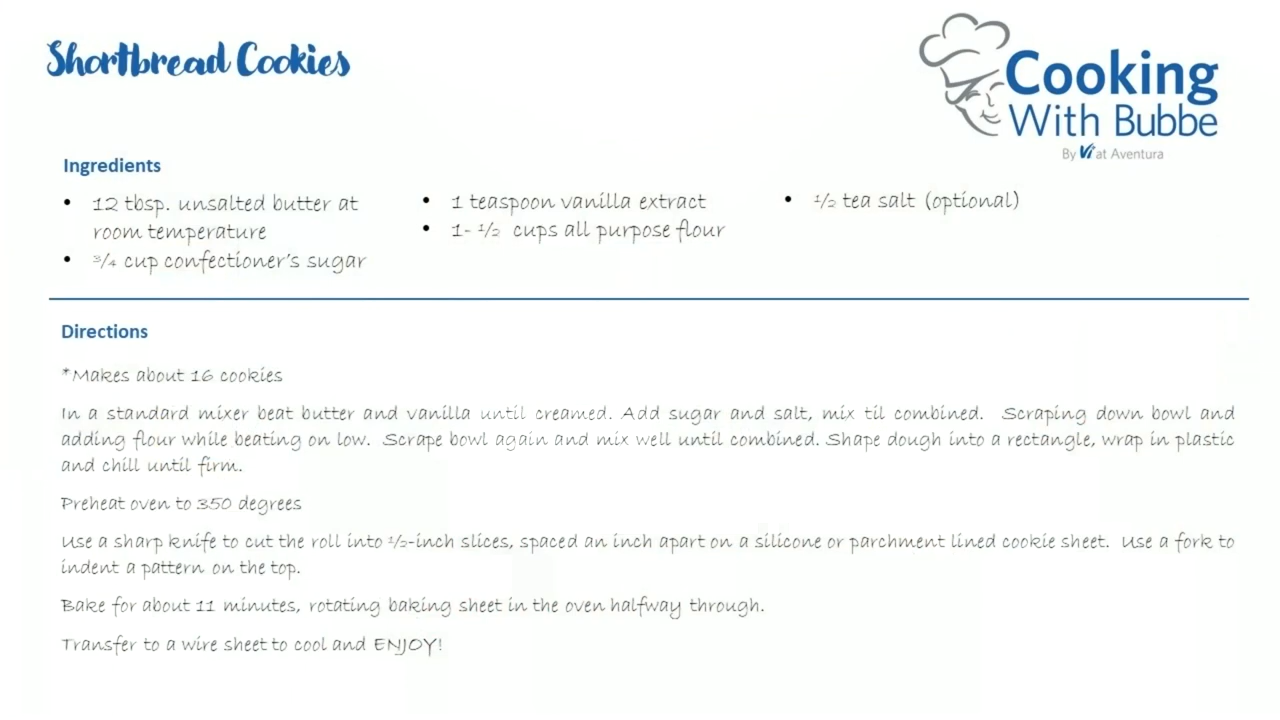 Shortbread Cookies
Cooking
With Bubbe
By Vi at Aventura
Ingredients
• 12 tbsp. unsalted butter at
room temperature
• ¾ cup confectioner's sugar
• 1 teaspoon vanilla extract
• 1- ½ cups all purpose flour
• ½ tea salt (optional)
Directions
*Makes about 16 cookies
In a standard mixer beat butter and vanilla until creamed. Add sugar and salt, mix til combined. Scraping down bowl and
adding flour while beating on low. Scrape bowl again and mix well until combined. Shape dough into a rectangle, wrap in plastic
and chill until firm.
Preheat oven to 350 degrees
Use a sharp knife to cut the roll into ½-inch slices, spaced an inch apart on a silicone or parchment lined cookie sheet. Use a fork to
indent a pattern on the top.
Bake for about 11 minutes, rotating baking sheet in the oven halfway through.
Transfer to a wire sheet to cool and ENJOY!